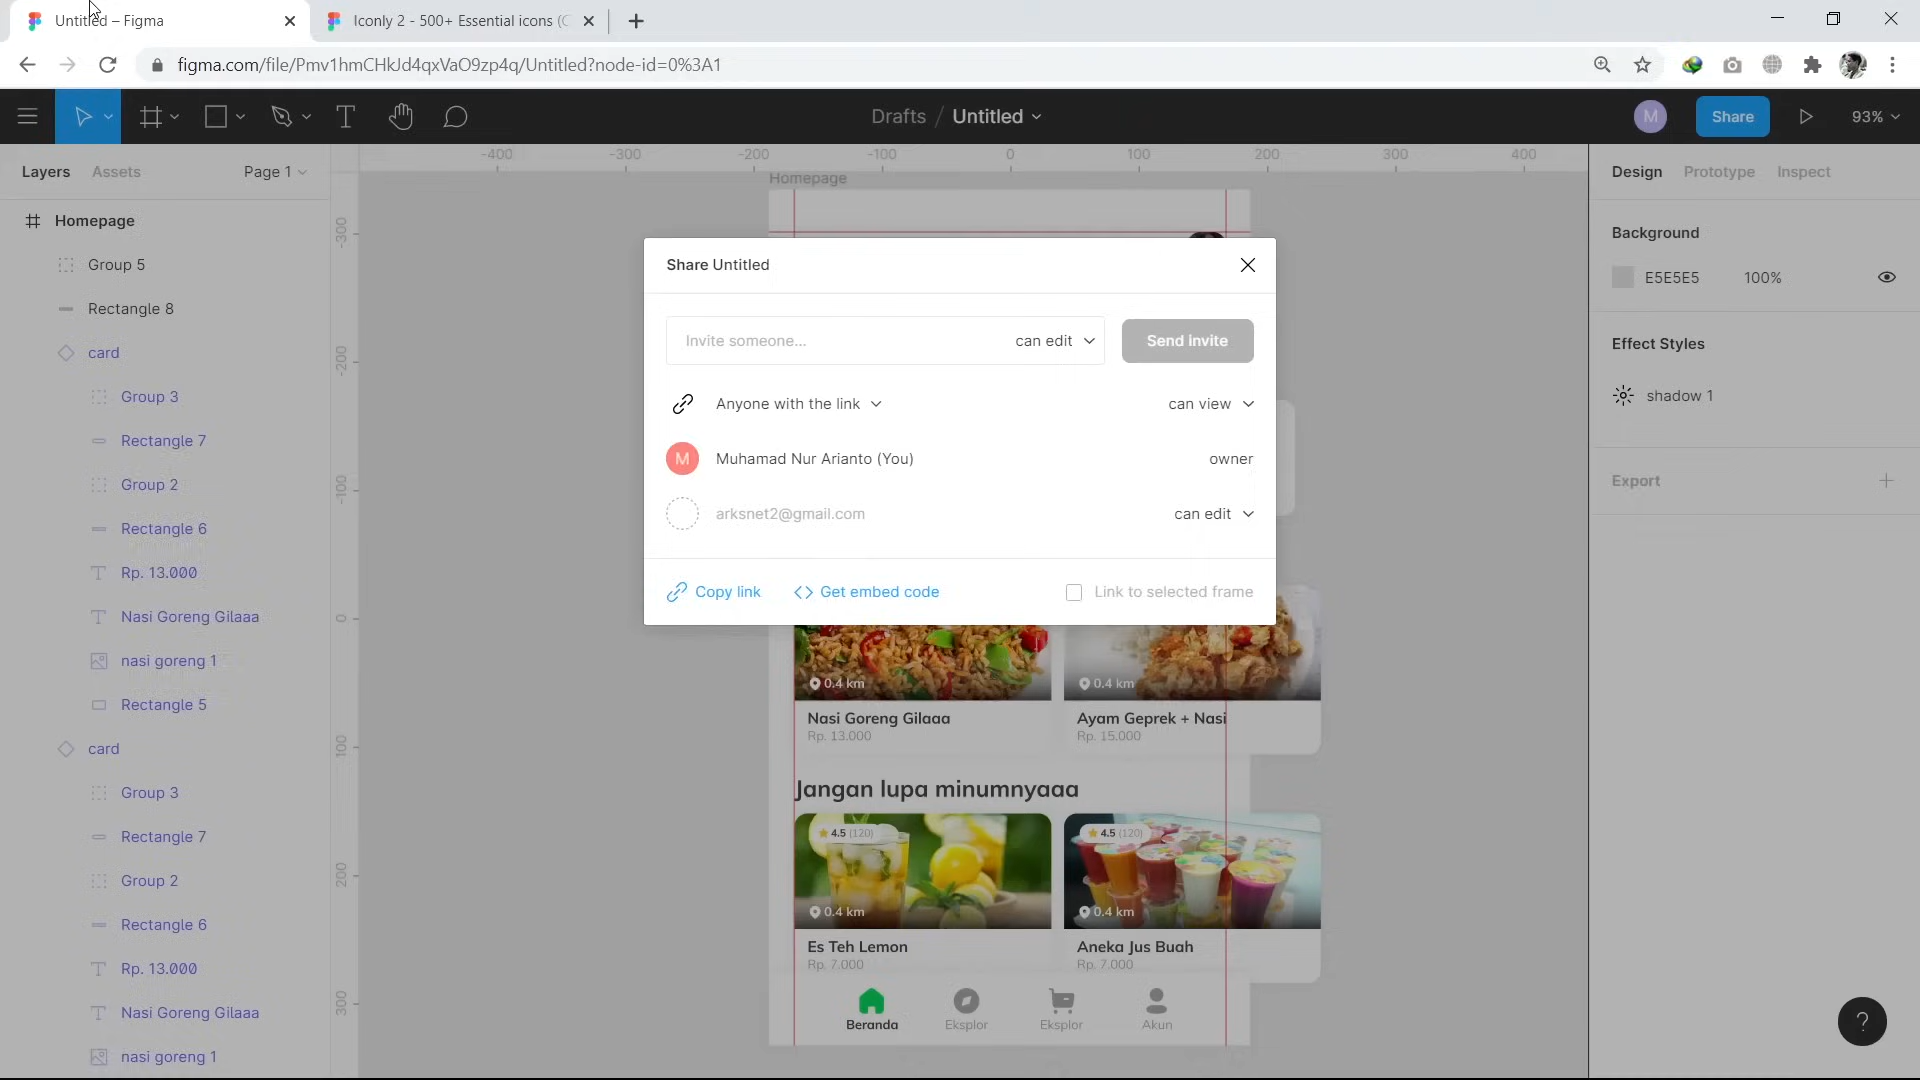 Untitled – Figma
Iconly 2 - 500+ Essential icons (C
figma.com/file/Pmv1hmCHkJd4qxVaO9zp4q/Untitled?node-id=0%3A1
Drafts / Untitled
M
Share
93%
Layers
Assets
Page 1
-400
-300
-200
-100
0
100
200
300
400
Design
Prototype
Inspect
Homepage
Homepage
Group 5
Rectangle 8
card
Group 3
Rectangle 7
Group 2
Rectangle 6
Rp. 13.000
Nasi Goreng Gilaaa
nasi goreng 1
Rectangle 5
card
Group 3
Rectangle 7
Group 2
Rectangle 6
Rp. 13.000
Nasi Goreng Gilaaa
nasi goreng 1
-300
-200
-100
0
100
200
300
Share Untitled
Invite someone...
can edit
Send invite
Anyone with the link
can view
M
Muhamad Nur Arianto (You)
owner
arksnet2@gmail.com
can edit
Copy link
<> Get embed code
Link to selected frame
0.4 km
0.4 km
Nasi Goreng Gilaaa
Rp. 13.000
Ayam Geprek + Nasi
Rp. 15.000
Jangan lupa minumnyaaa
4.5 (120)
4.5 (120)
0.4 km
0.4 km
Es Teh Lemon
Rp. 7.000
Aneka Jus Buah
Rp. 7.000
Beranda
Eksplor
Eksplor
Akun
Background
E5E5E5
100%
Effect Styles
shadow 1
Export
?